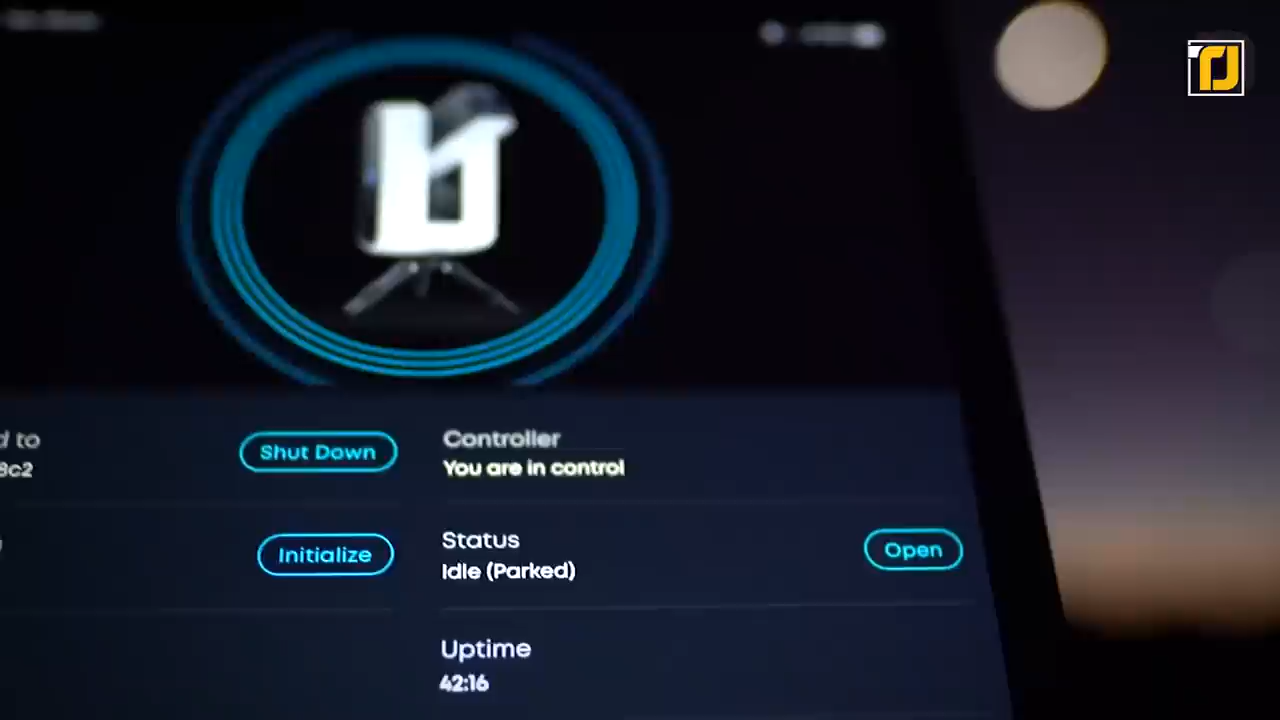 d to
8c2
Shut Down
Controller
You are in control
Initialize
Status
Idle (Parked)
Open
Uptime
42:16